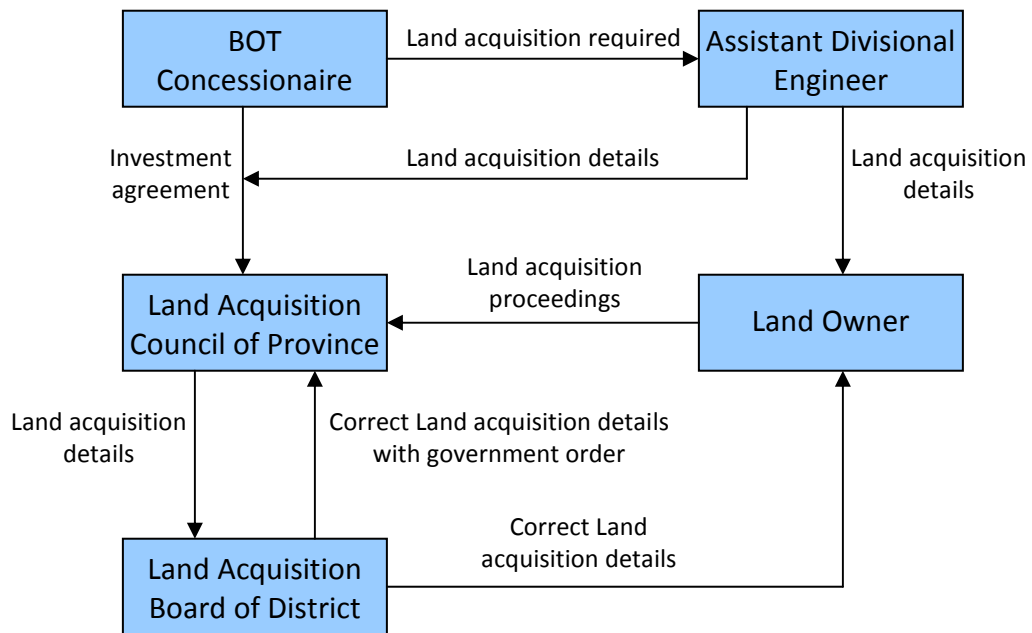 BOT
Concessionaire
Land acquisition required
Assistant Divisional
Engineer
Investment
agreement
Land acquisition details
Land acquisition
details
Land Acquisition
Council of Province
Land acquisition
proceedings
Land Owner
Land acquisition
details
Correct Land acquisition details
with government order
Land Acquisition
Board of District
Correct Land
acquisition details